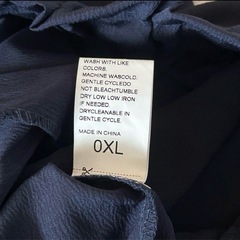 WASH WITH LIKE
COLORS.
MACHINE WASCOLD.
GENTLE CYCLEDO
NOT BLEACHTUMBLE
DRY LOW LOW IRON
IF NEEDED.
DRYCLEANABLE IN
GENTLE CYCLE.
MADE IN CHINA
0XL